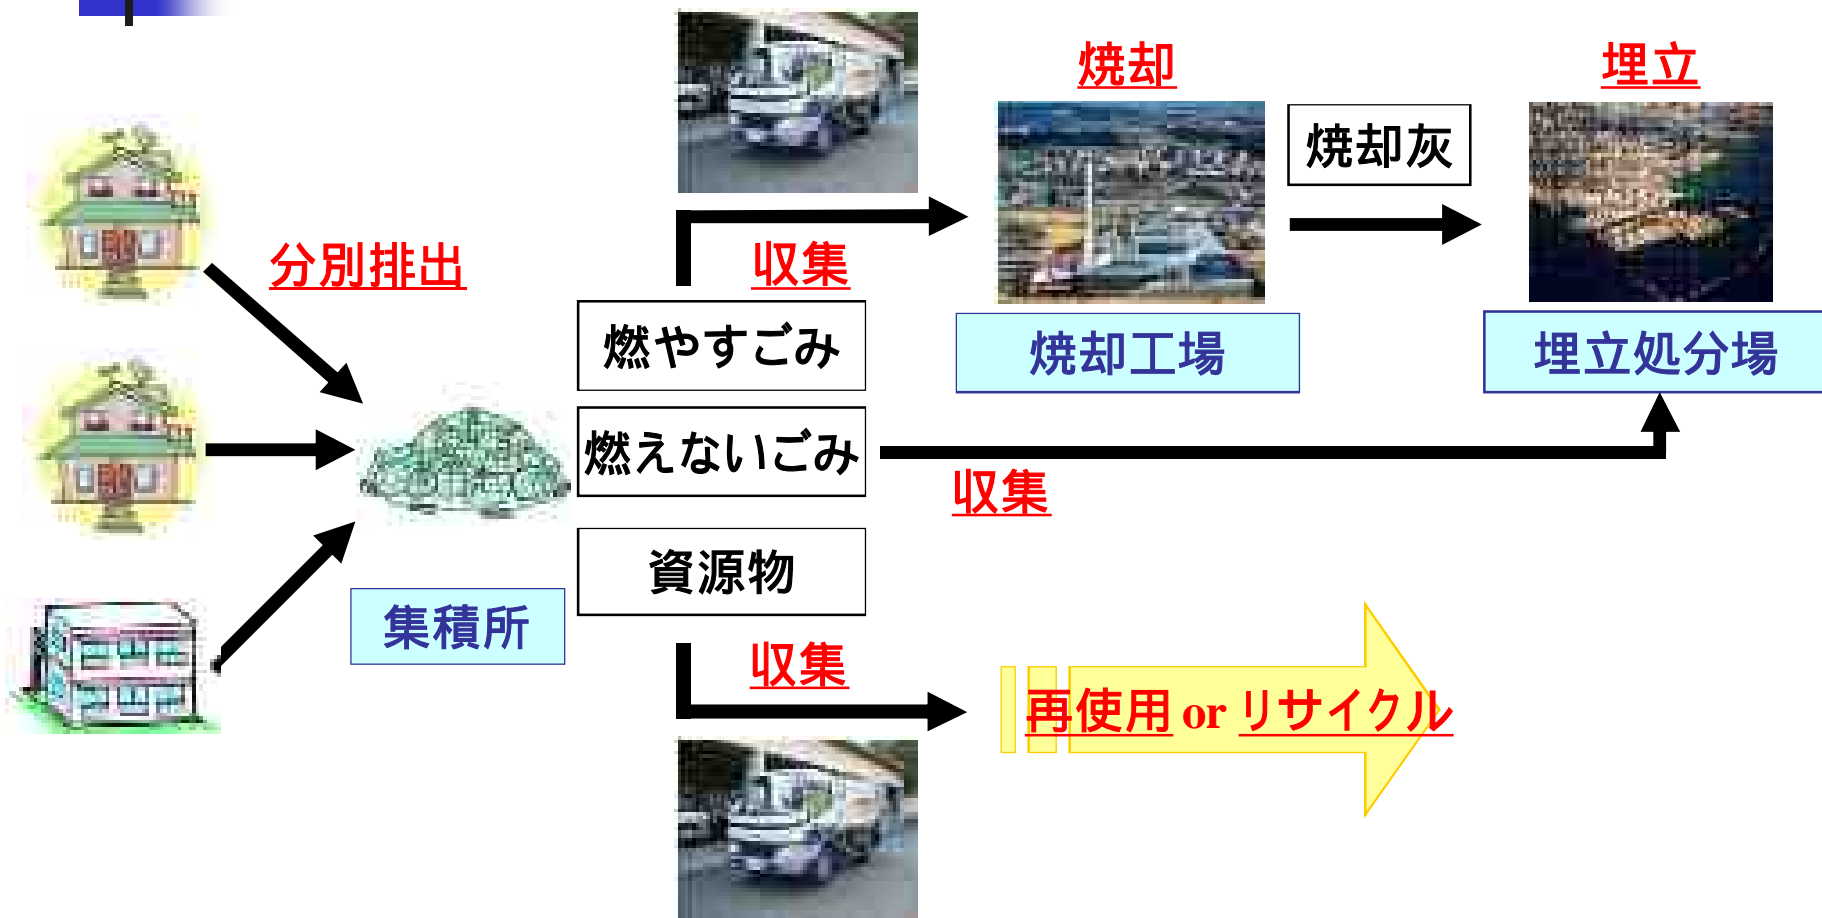 焼却
埋立
焼却灰
分別排出
収集
燃やすごみ
焼却工場
埋立処分場
燃えないごみ
収集
資源物
集積所
収集
再使用 or リサイクル